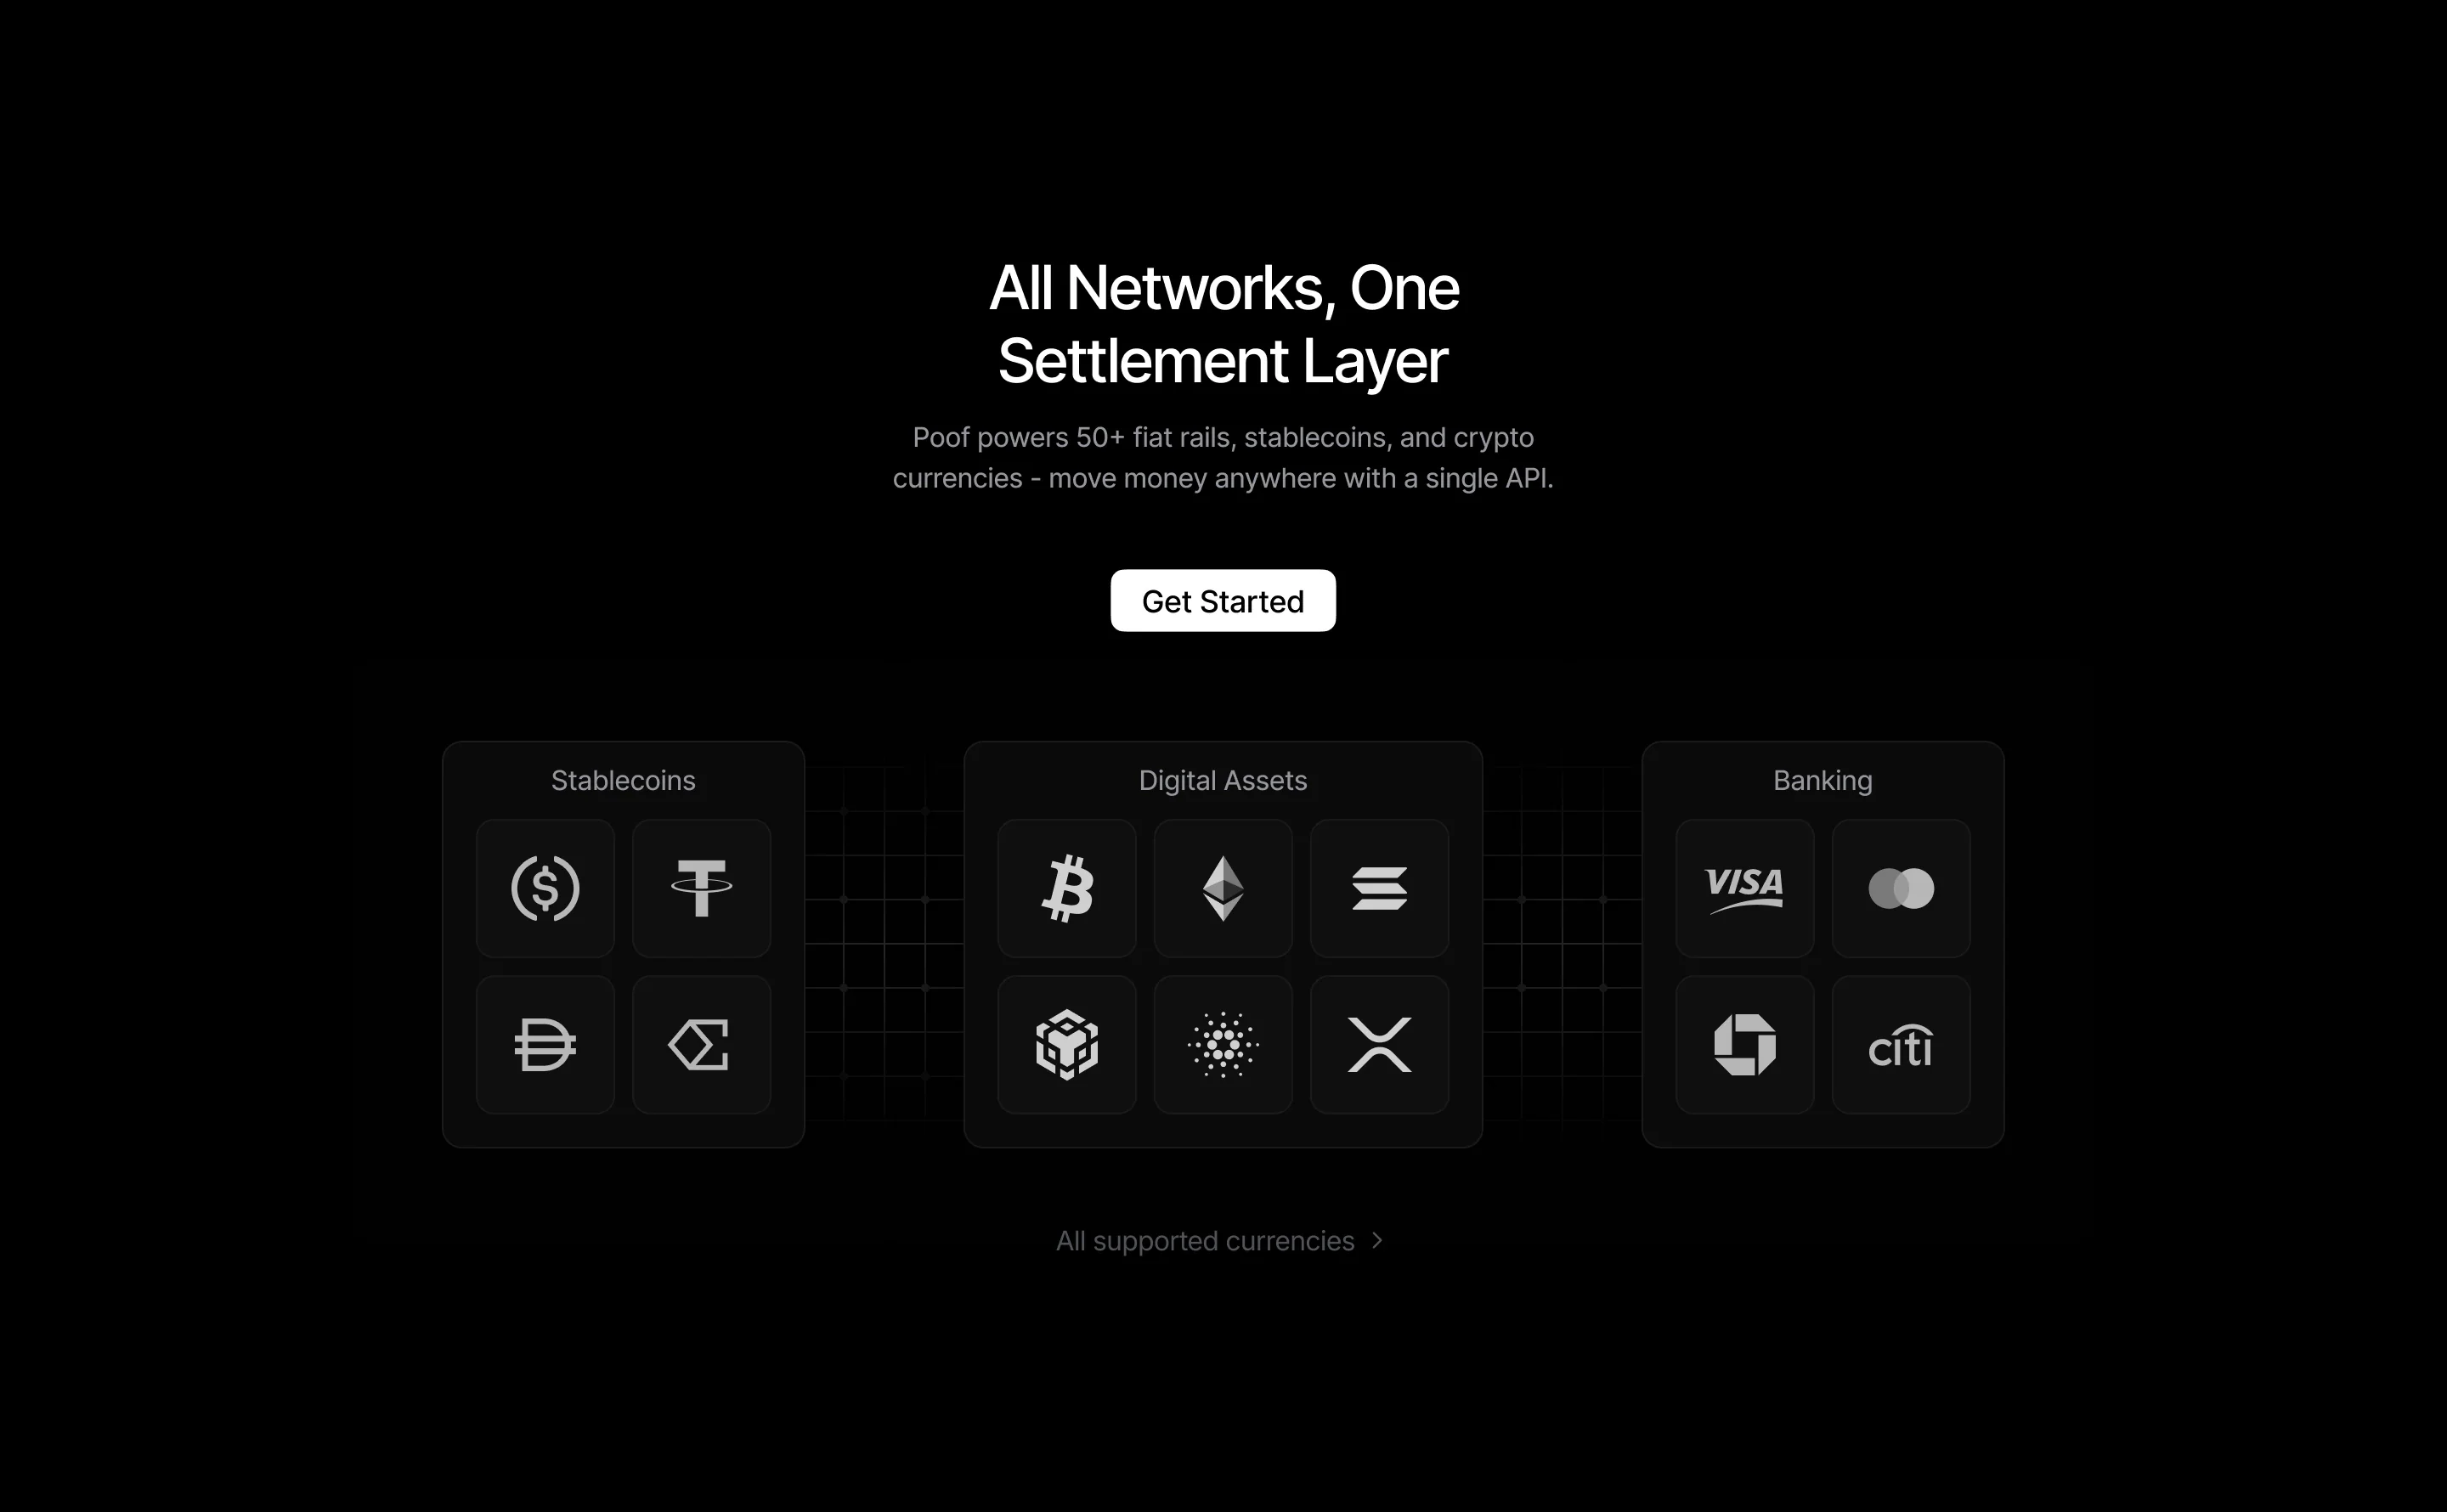 All Networks, One
Settlement Layer
Poof powers 50+ fiat rails, stablecoins, and crypto
currencies - move money anywhere with a single API.
Get Started
Stablecoins
Digital Assets
Banking
VISA
citi
All supported currencies